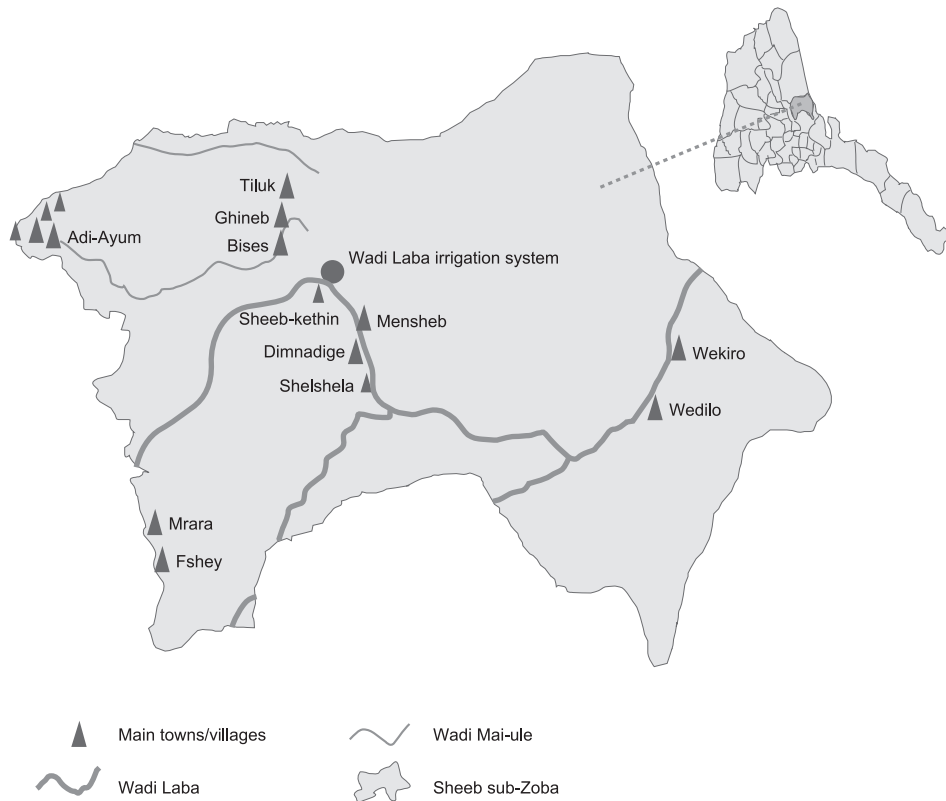 Tiluk
Ghineb
Adi-Ayum
Bises
Wadi Laba irrigation system
Sheeb-kethin
Mensheb
Dimnadige
Wekiro
Shelshela
Wedilo
Mrara
Fshey
Main towns/villages
Wadi Mai-ule
Wadi Laba
Sheeb sub-Zoba